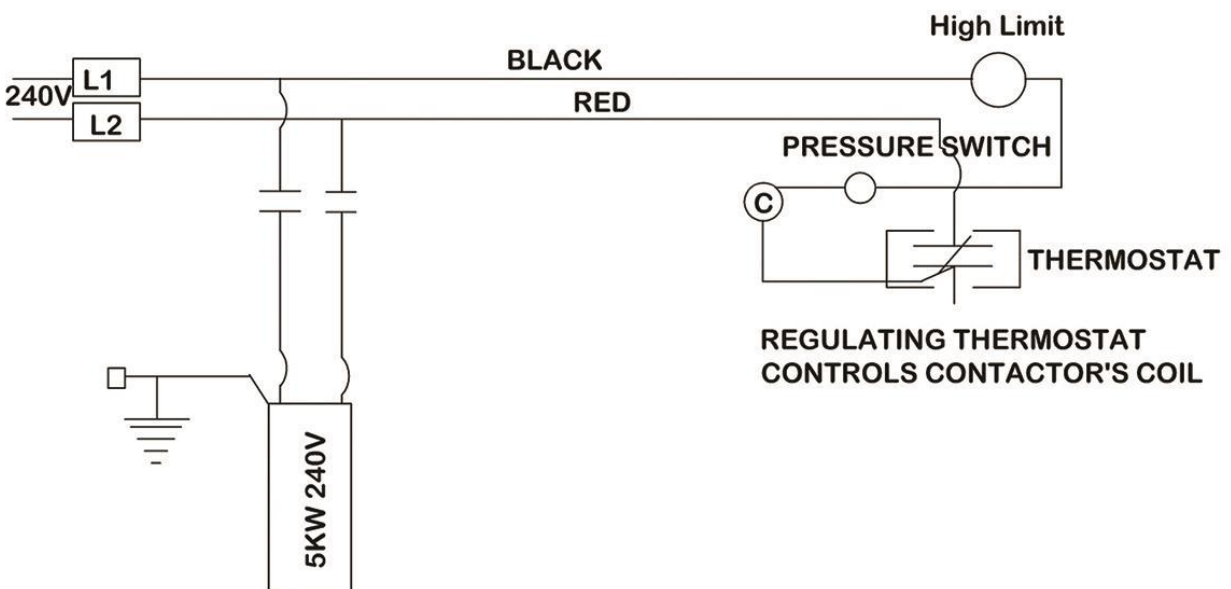 High Limit
BLACK
L1
240V
RED
L2
PRESSURE SWITCH
C
THERMOSTAT
REGULATING THERMOSTAT
CONTROLS CONTACTOR'S COIL
5KW 240V